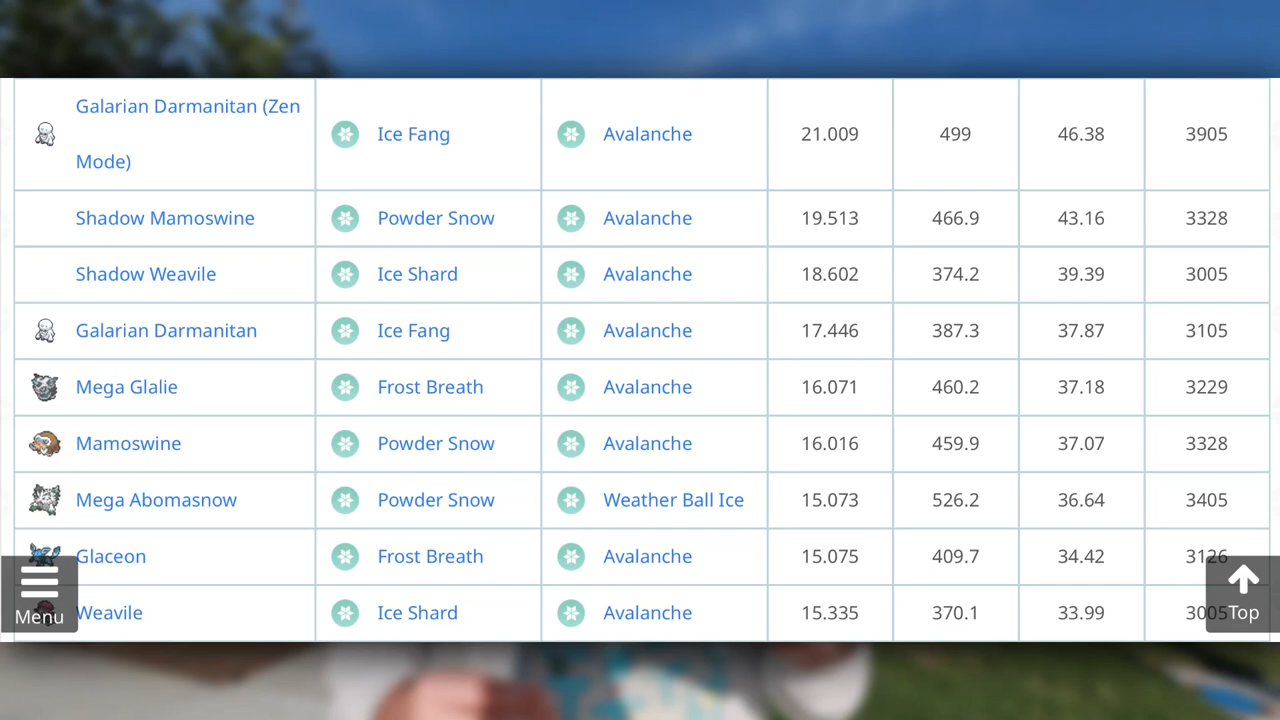 Galarian Darmanitan (Zen
Mode) Ice Fang Avalanche 21.009 499 46.38 3905
Shadow Mamoswine Powder Snow Avalanche 19.513 466.9 43.16 3328
Shadow Weavile Ice Shard Avalanche 18.602 374.2 39.39 3005
Galarian Darmanitan Ice Fang Avalanche 17.446 387.3 37.87 3105
Mega Glalie Frost Breath Avalanche 16.071 460.2 37.18 3229
Mamoswine Powder Snow Avalanche 16.016 459.9 37.07 3328
Mega Abomasnow Powder Snow Weather Ball Ice 15.073 526.2 36.64 3405
Glaceon Frost Breath Avalanche 15.075 409.7 34.42 3126
Weavile Ice Shard Avalanche 15.335 370.1 33.99 3005
Menu
Top